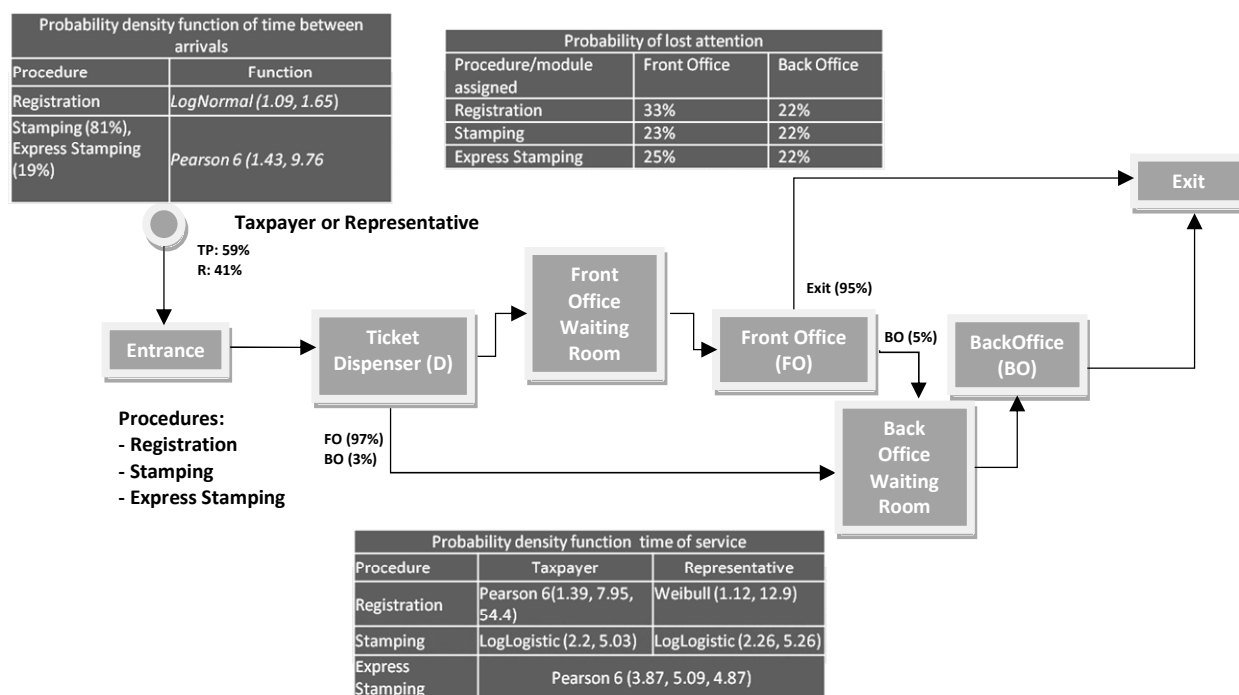 Probability density function of time between
arrivals
Procedure Function
Registration LogNormal (1.09, 1.65)
Stamping (81%),
Express Stamping
(19%)
Pearson 6 (1.43, 9.76
Probability of lost attention
Procedure/module
assigned
Front Office Back Office
Registration 33% 22%
Stamping 23% 22%
Express Stamping 25% 22%
Exit
Taxpayer or Representative
TP: 59%
R: 41%
Entrance
Ticket
Dispenser (D)
Front
Office
Waiting
Room
Exit (95%)
Front Office
(FO)
BO (5%)
BackOffice
(BO)
Procedures:
- Registration
- Stamping
- Express Stamping
FO (97%)
BO (3%)
Back
Office
Waiting
Room
Probability density function time of service
Procedure Taxpayer Representative
Registration
Pearson 6(1.39, 7.95,
54.4)
Weibull (1.12, 12.9)
Stamping LogLogistic (2.2, 5.03) LogLogistic (2.26, 5.26)
Express
Stamping
Pearson 6 (3.87, 5.09, 4.87)